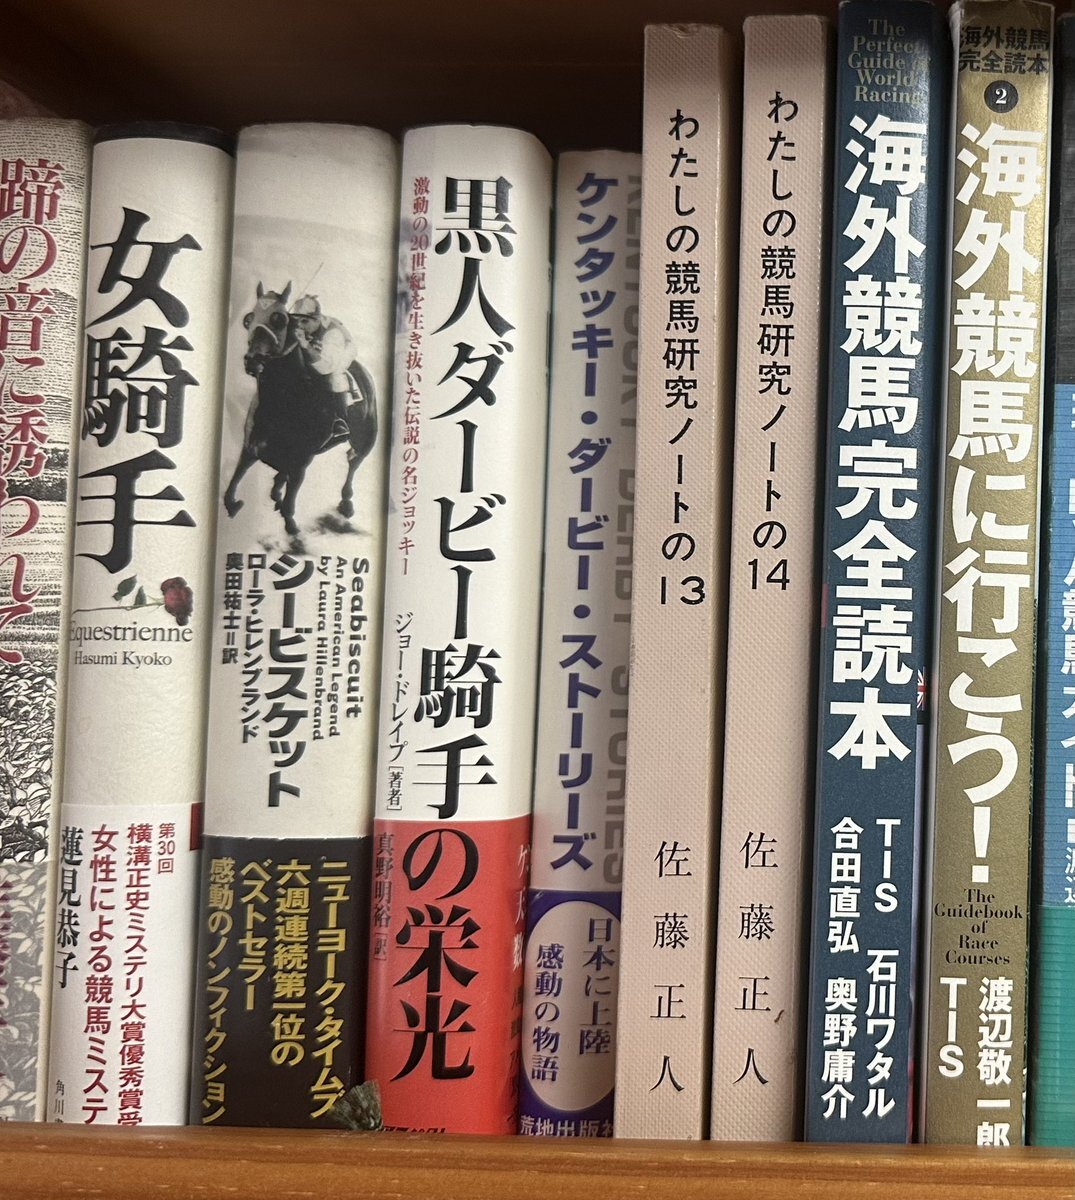 蹄の音に誘われて
女騎手
Equestrienne
Hasumi Kyoko
第30回
横溝正史ミステリ大賞優秀賞受
女性による競馬ミステ
蓮見恭子
角川書
Seabiscuit
An American Legend
by Laura Hillenbrand
シービスケット
ローラ・ヒレンブランド
奥田祐士=訳
ニューヨーク・タイムズ
六週連続第一位の
ベストセラー
感動のノンフィクション
黒人ダービー騎手の栄光
激動の20世紀を生き抜いた伝説の名ジョッキー
ジョー・ドレイプ[著者]
真野明裕[訳]
KENTUCKY DERBY STORIES
ケンタッキー・ダービー・ストーリーズ
日本に上陸
感動の物語
荒地出版社
わたしの競馬研究ノートの13
佐藤正人
わたしの競馬研究ノートの14
佐藤正人
The
Perfect
Guide of
World
Racing
海外競馬完全読本
TIS 石川ワタル
合田直弘 奥野庸介
海外競馬
完全読本
2
海外競馬に行こう!
The
Guidebook
of
Race
Courses
渡辺敬一郎
TIS